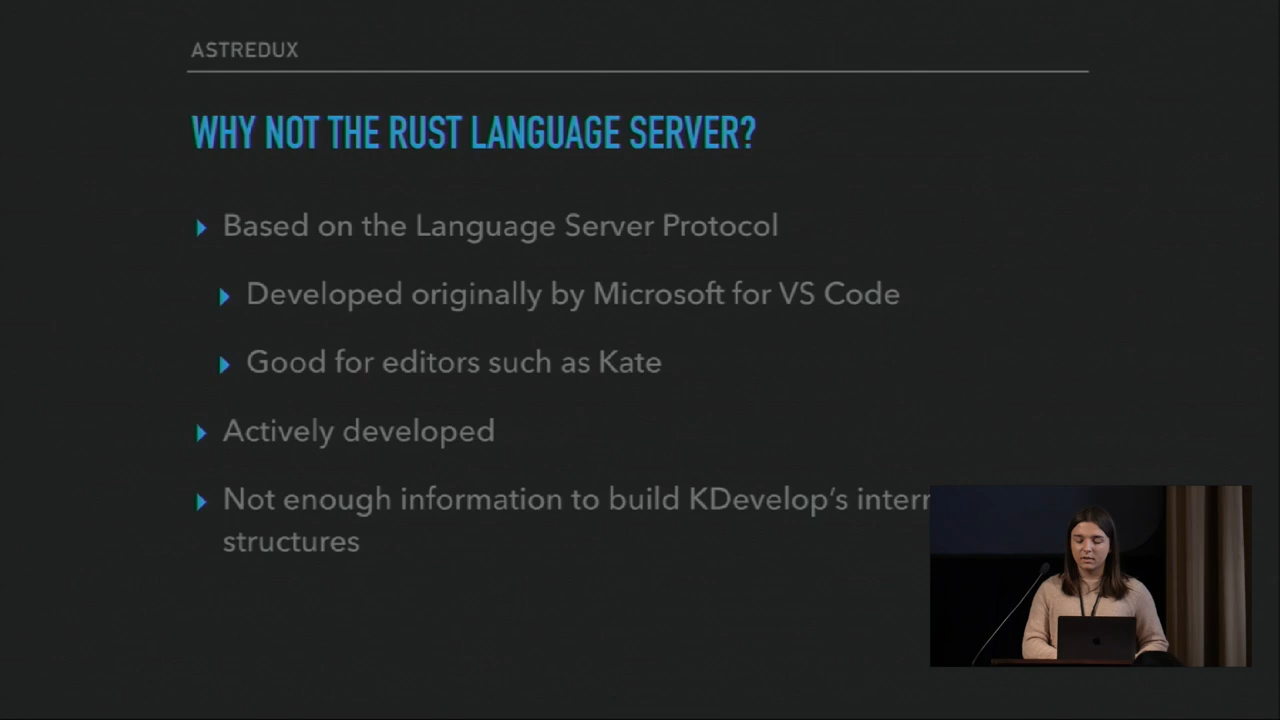 ASTREDUX
WHY NOT THE RUST LANGUAGE SERVER?
Based on the Language Server Protocol
Developed originally by Microsoft for VS Code
Good for editors such as Kate
Actively developed
Not enough information to build KDevelop's
structures